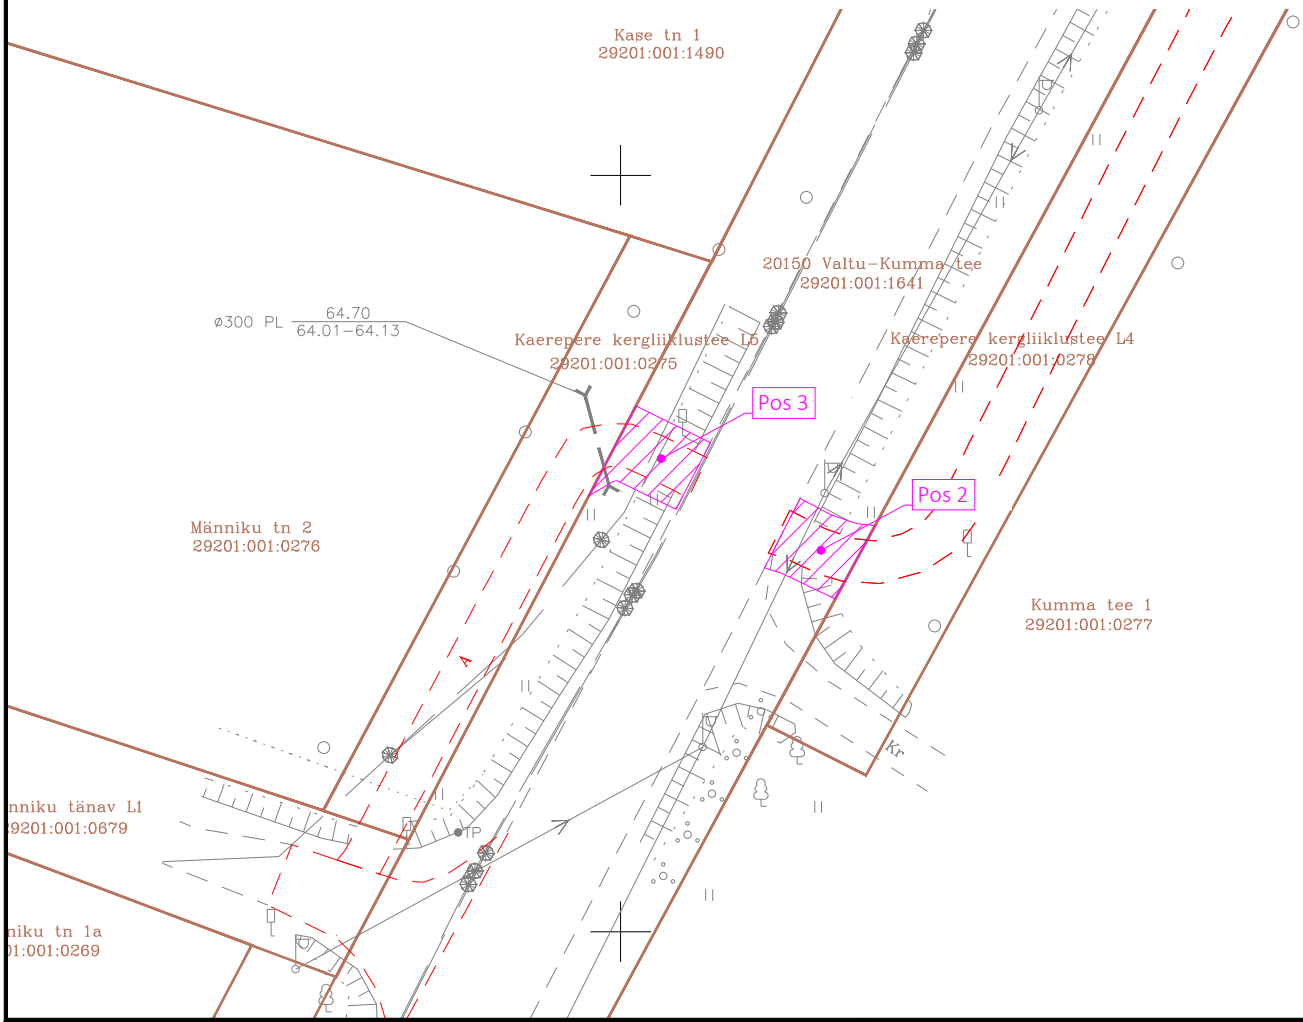 Kase tn 1
29201:001:1490
20150 Valtu-Kumma tee
29201:001:1641
64.70
ø300 PL
64.01-64.13
Kaerepere kergliiklustee L5
29201:001:0275
Kaerepere kergliiklustee L4
29201:001:0278
Pos 3
Pos 2
Männiku tn 2
29201:001:0276
Kumma tee 1
29201:001:0277
A
Kr
nniku tänav L1
29201:001:0679
TP
niku tn 1a
01:001:0269